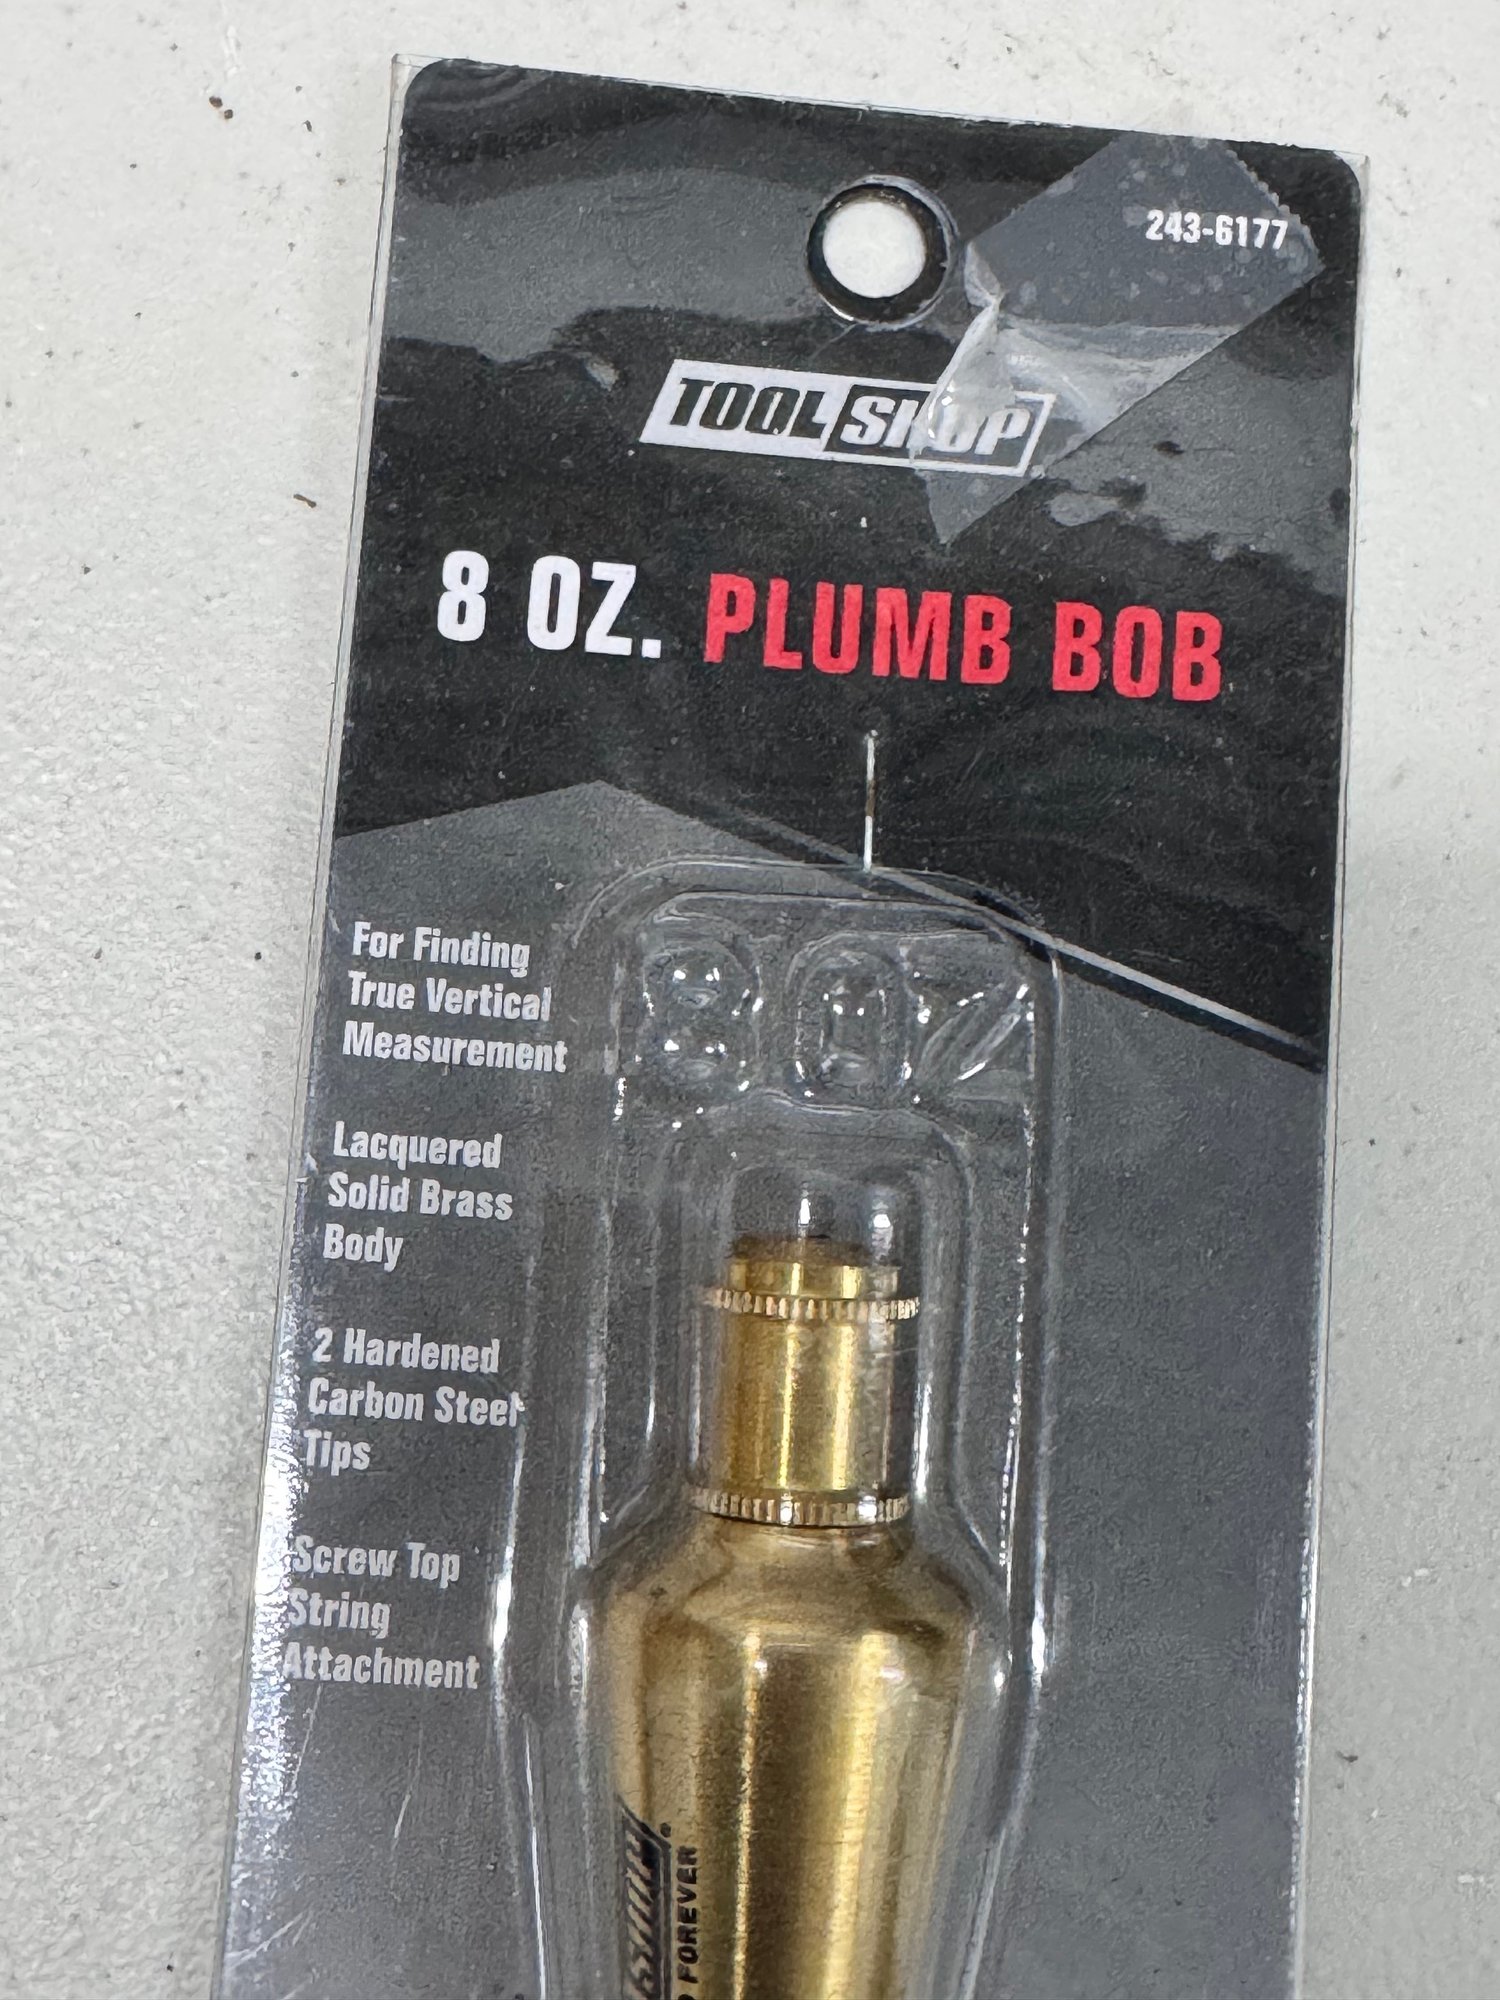 243-6177
TOOL SHOP
8 OZ. PLUMB BOB
8 OZ
For Finding
True Vertical
Measurement
Lacquered
Solid Brass
Body
2 Hardened
Carbon Steel
Tips
Screw Top
String
Attachment
FOREVER